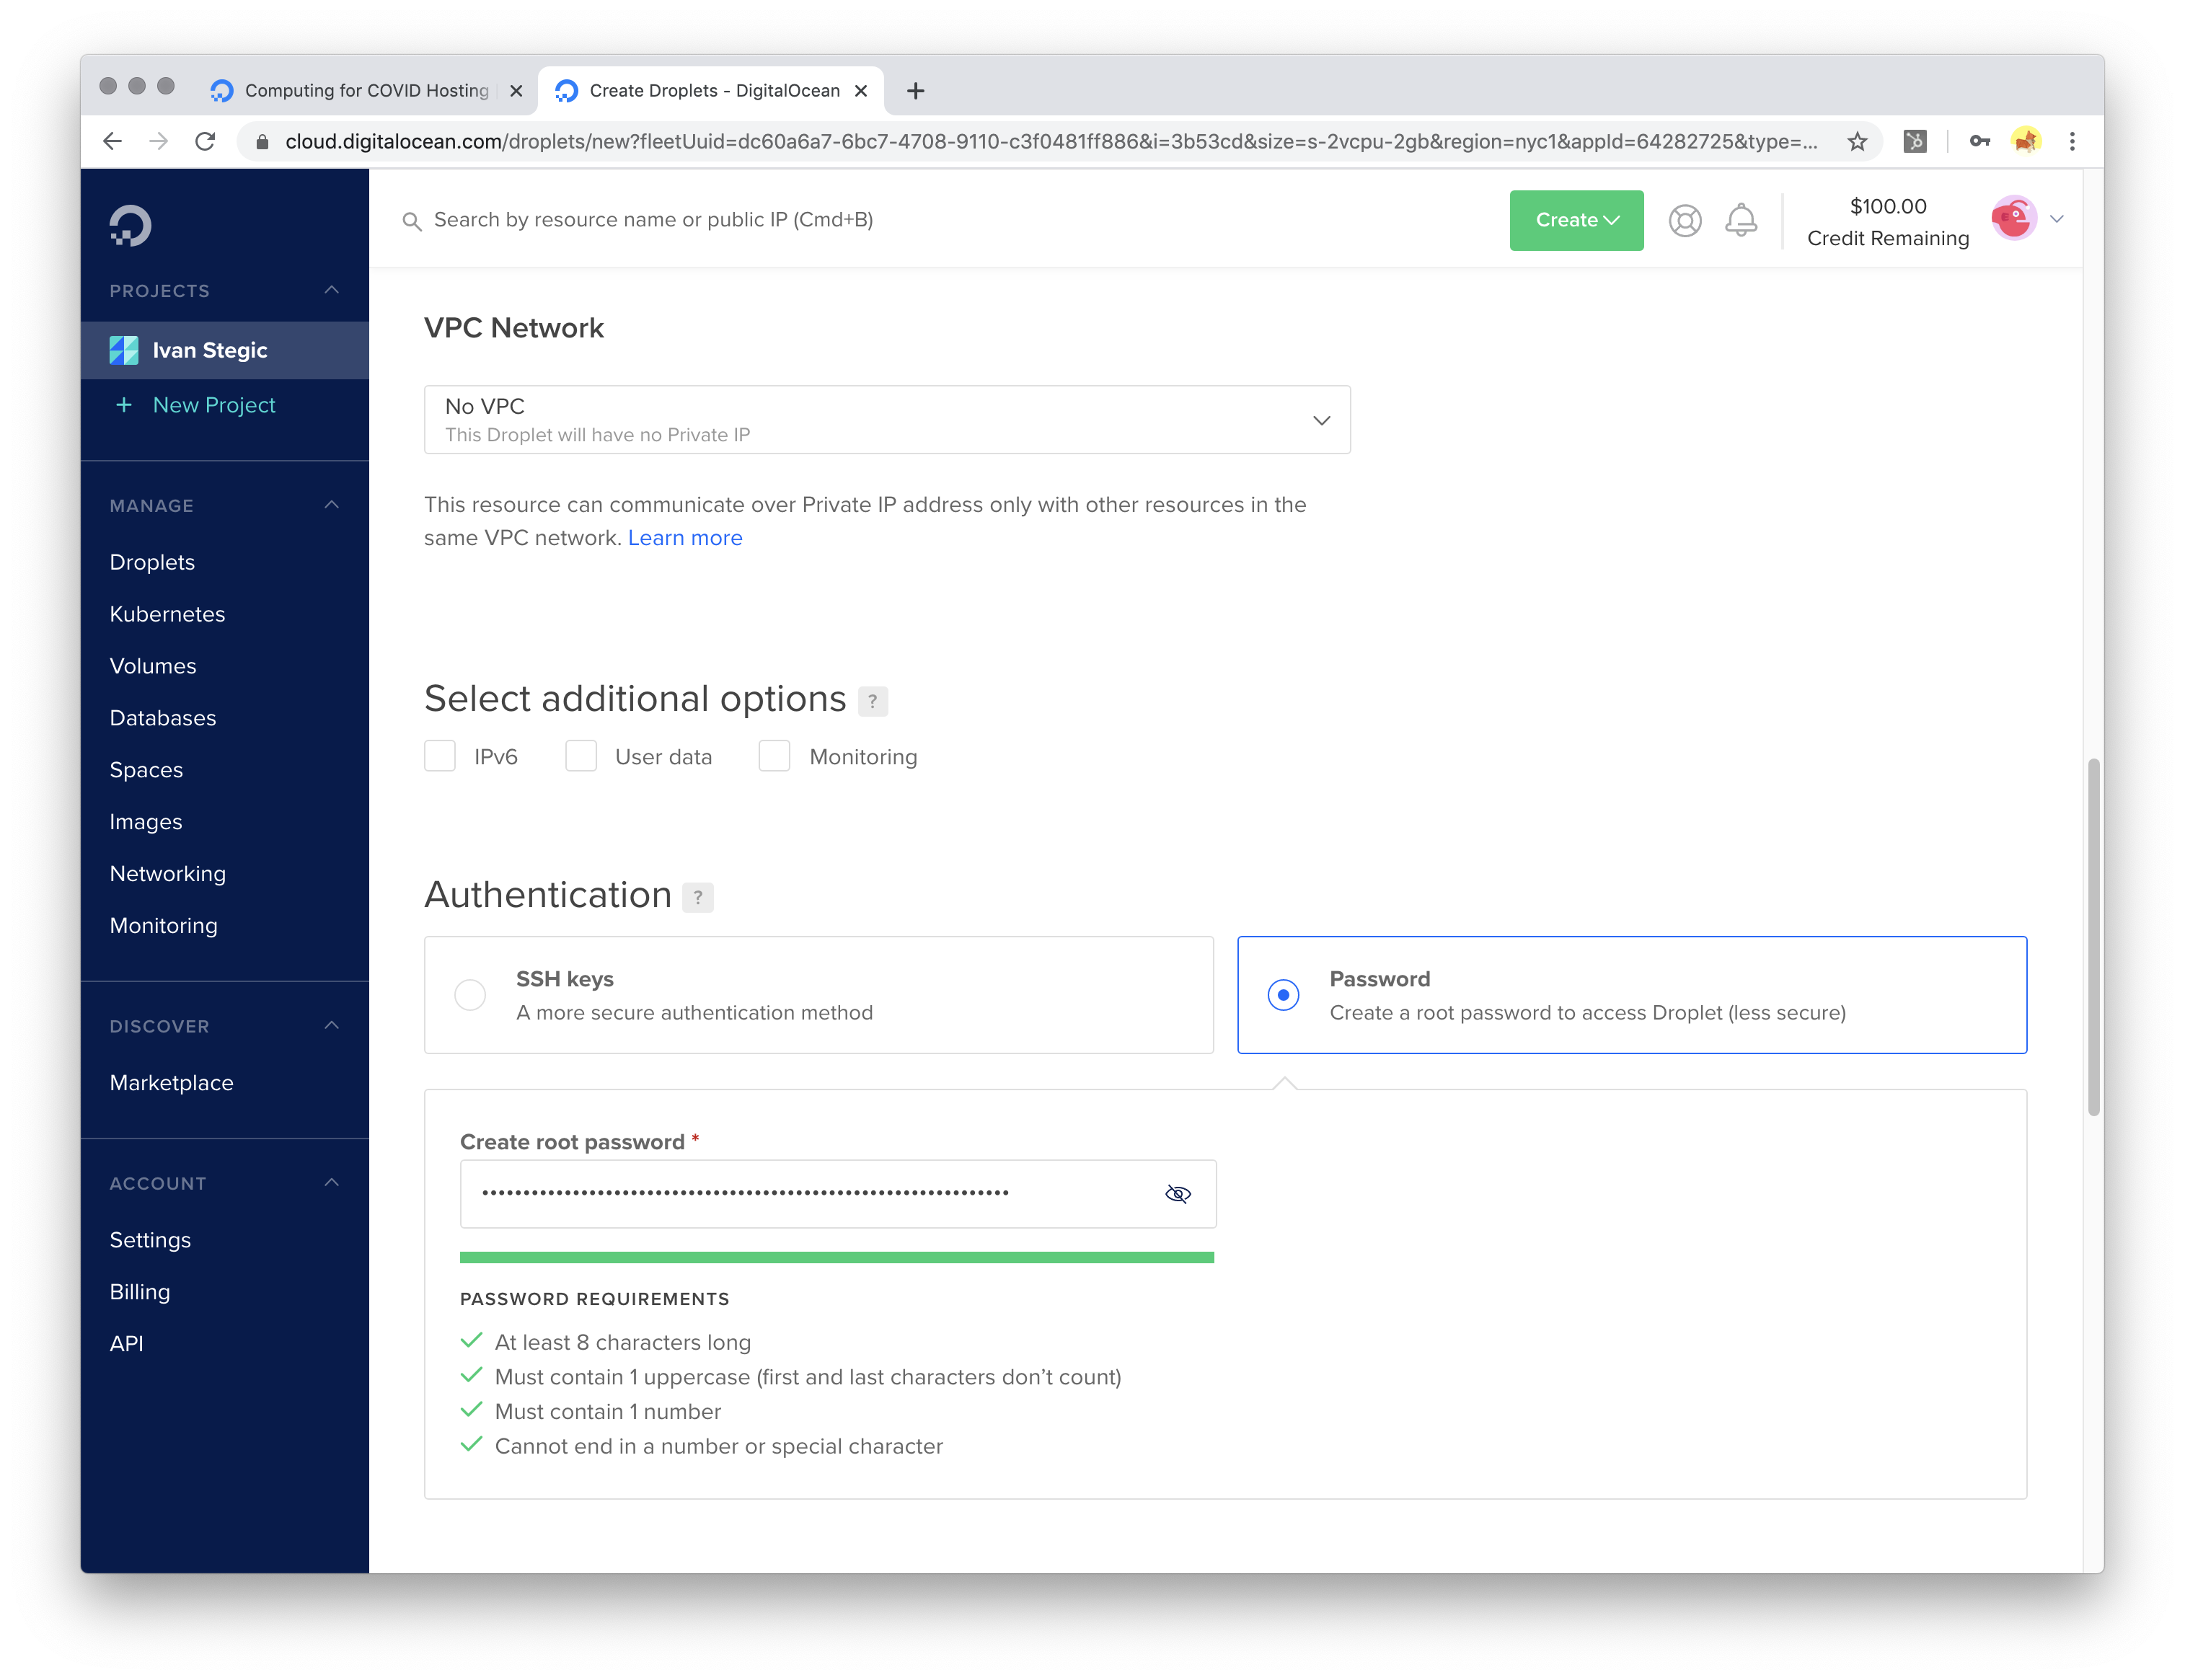 Computing for COVID Hosting
Create Droplets - DigitalOcean
cloud.digitalocean.com/droplets/new?fleetUuid=dc60a6a7-6bc7-4708-9110-c3f0481ff886&i=3b53cd&size=s-2vcpu-2gb&region=nyc1&appId=64282725&type=...
Search by resource name or public IP (Cmd+B)
Create
$100.00
Credit Remaining
PROJECTS
Ivan Stegic
+ New Project
MANAGE
Droplets
Kubernetes
Volumes
Databases
Spaces
Images
Networking
Monitoring
DISCOVER
Marketplace
ACCOUNT
Settings
Billing
API
VPC Network
No VPC
This Droplet will have no Private IP
This resource can communicate over Private IP address only with other resources in the
same VPC network. Learn more
Select additional options ?
IPv6
User data
Monitoring
Authentication ?
SSH keys
A more secure authentication method
Password
Create a root password to access Droplet (less secure)
Create root password *
PASSWORD REQUIREMENTS
At least 8 characters long
Must contain 1 uppercase (first and last characters don’t count)
Must contain 1 number
Cannot end in a number or special character